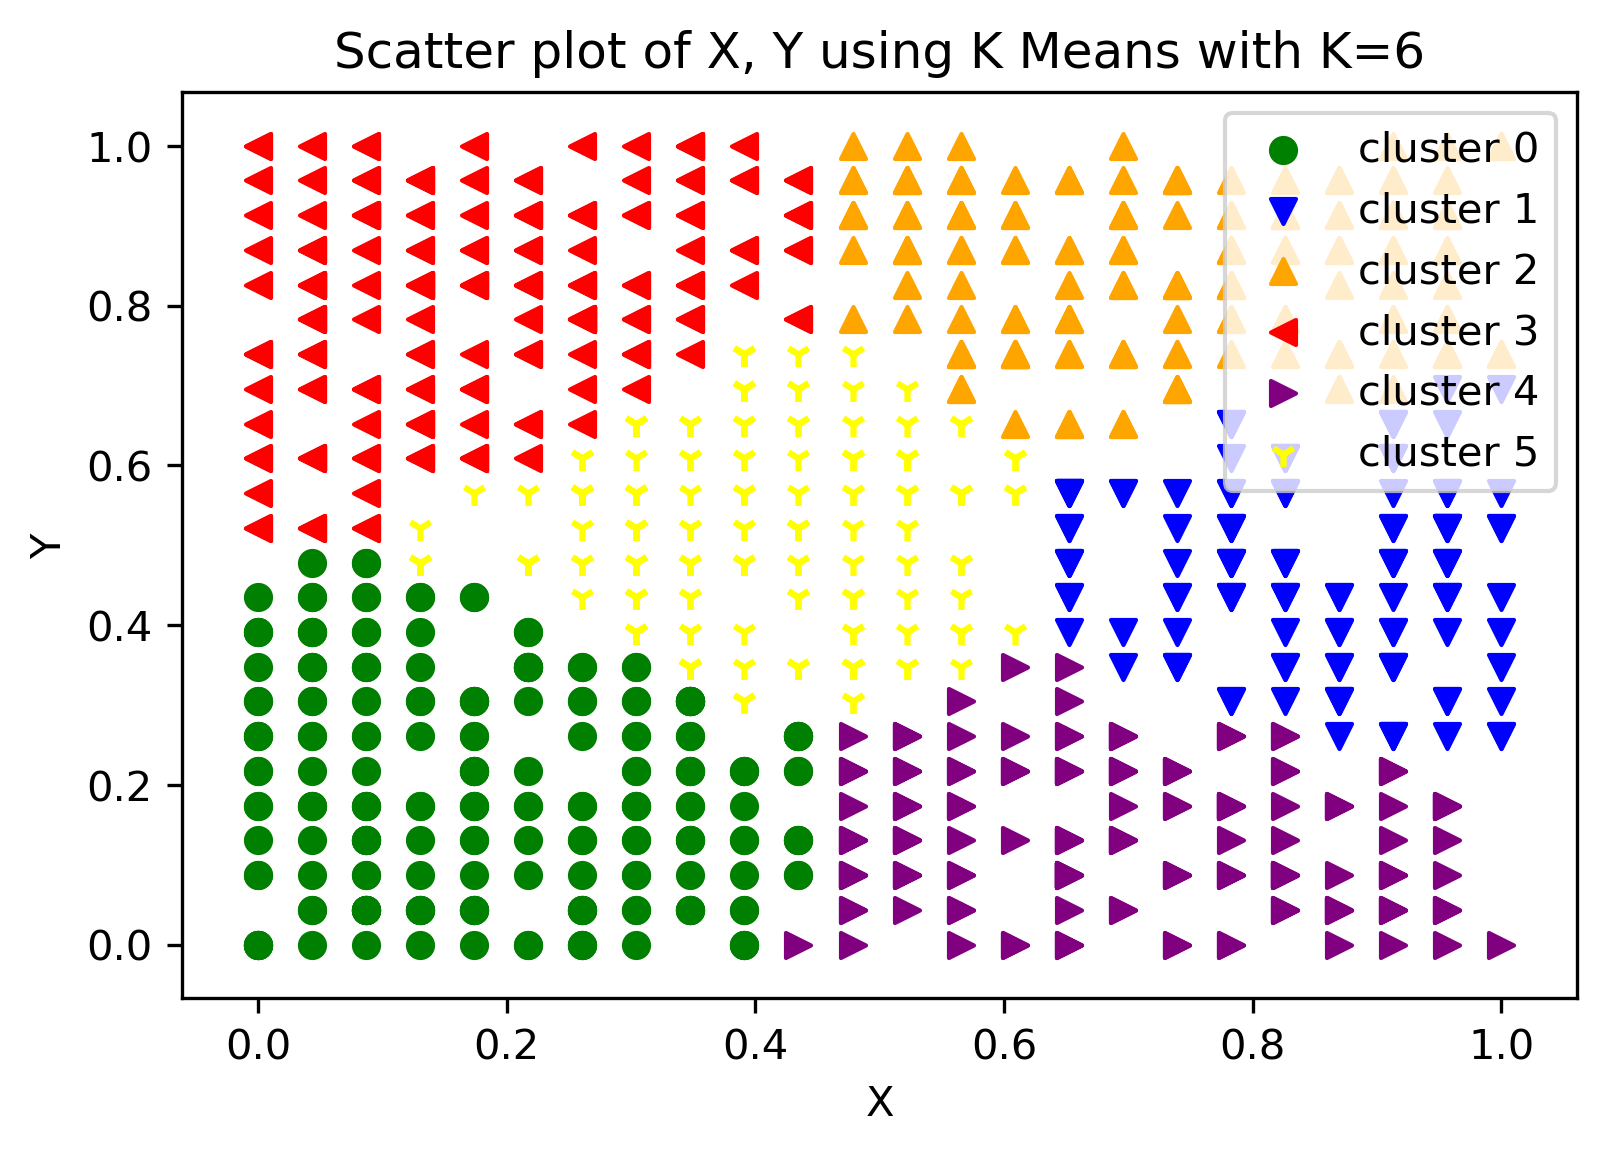 Scatter plot of X, Y using K Means with K=6
cluster 0
cluster 1
cluster 2
cluster 3
cluster 4
cluster 5
1.0
0.8
0.6
0.4
0.2
0.0
Y
0.0 0.2 0.4 0.6 0.8 1.0
X